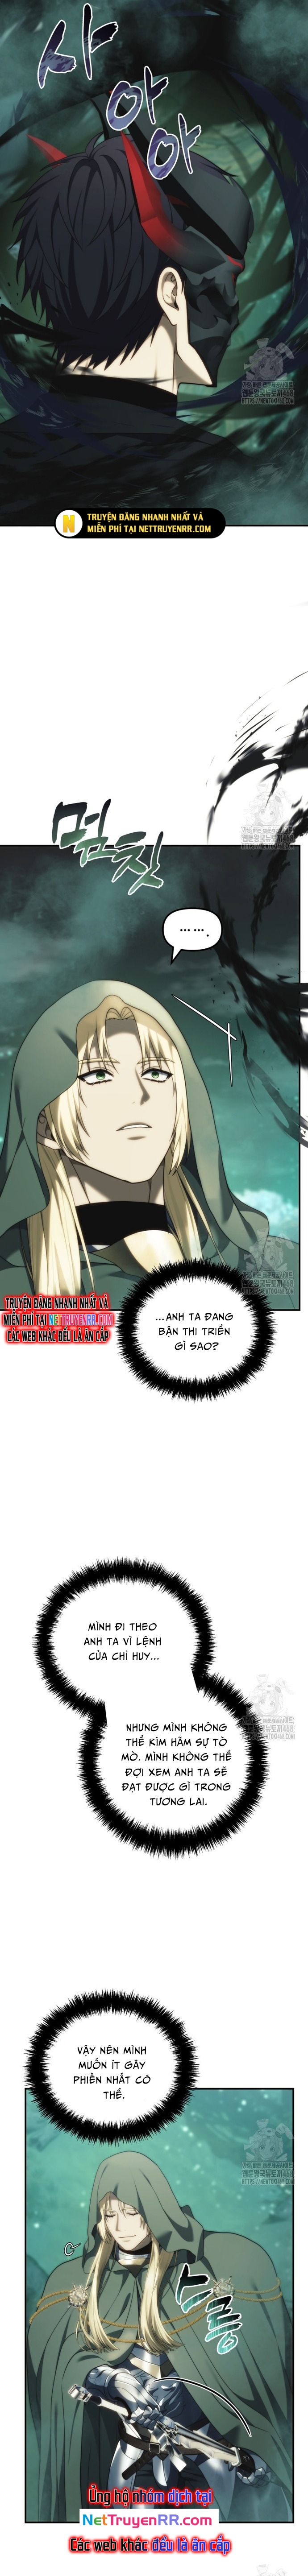 사
아
아
N
TRUYỆN ĐĂNG NHANH NHẤT VÀ
MIỄN PHÍ TẠI NETTRUYENRR.COM
멈칫
... ... .
TRUYỆN ĐĂNG NHANH NHẤT VÀ
MIỄN PHÍ TẠI NETTRUYENRR.COM
CÁC WEB KHÁC ĐỀU LÀ ĂN CẮP
...ANH TA ĐANG
BẬN THI TRIỂN
GÌ SAO?
MÌNH ĐI THEO
ANH TA VÌ LỆNH
CỦA CHỈ HUY...
NHƯNG MÌNH KHÔNG
THỂ KÌM HÃM SỰ TÒ
MÒ. MÌNH KHÔNG THỂ
ĐỢI XEM ANH TA SẼ
ĐẠT ĐƯỢC GÌ TRONG
TƯƠNG LAI.
VẬY NÊN MÌNH
MUỐN ÍT GÂY
PHIỀN NHẤT CÓ
THỂ.
스릉
Ủng hộ nhóm dịch tại
NetTruyenRR.com
Các web khác đều là ăn cắp